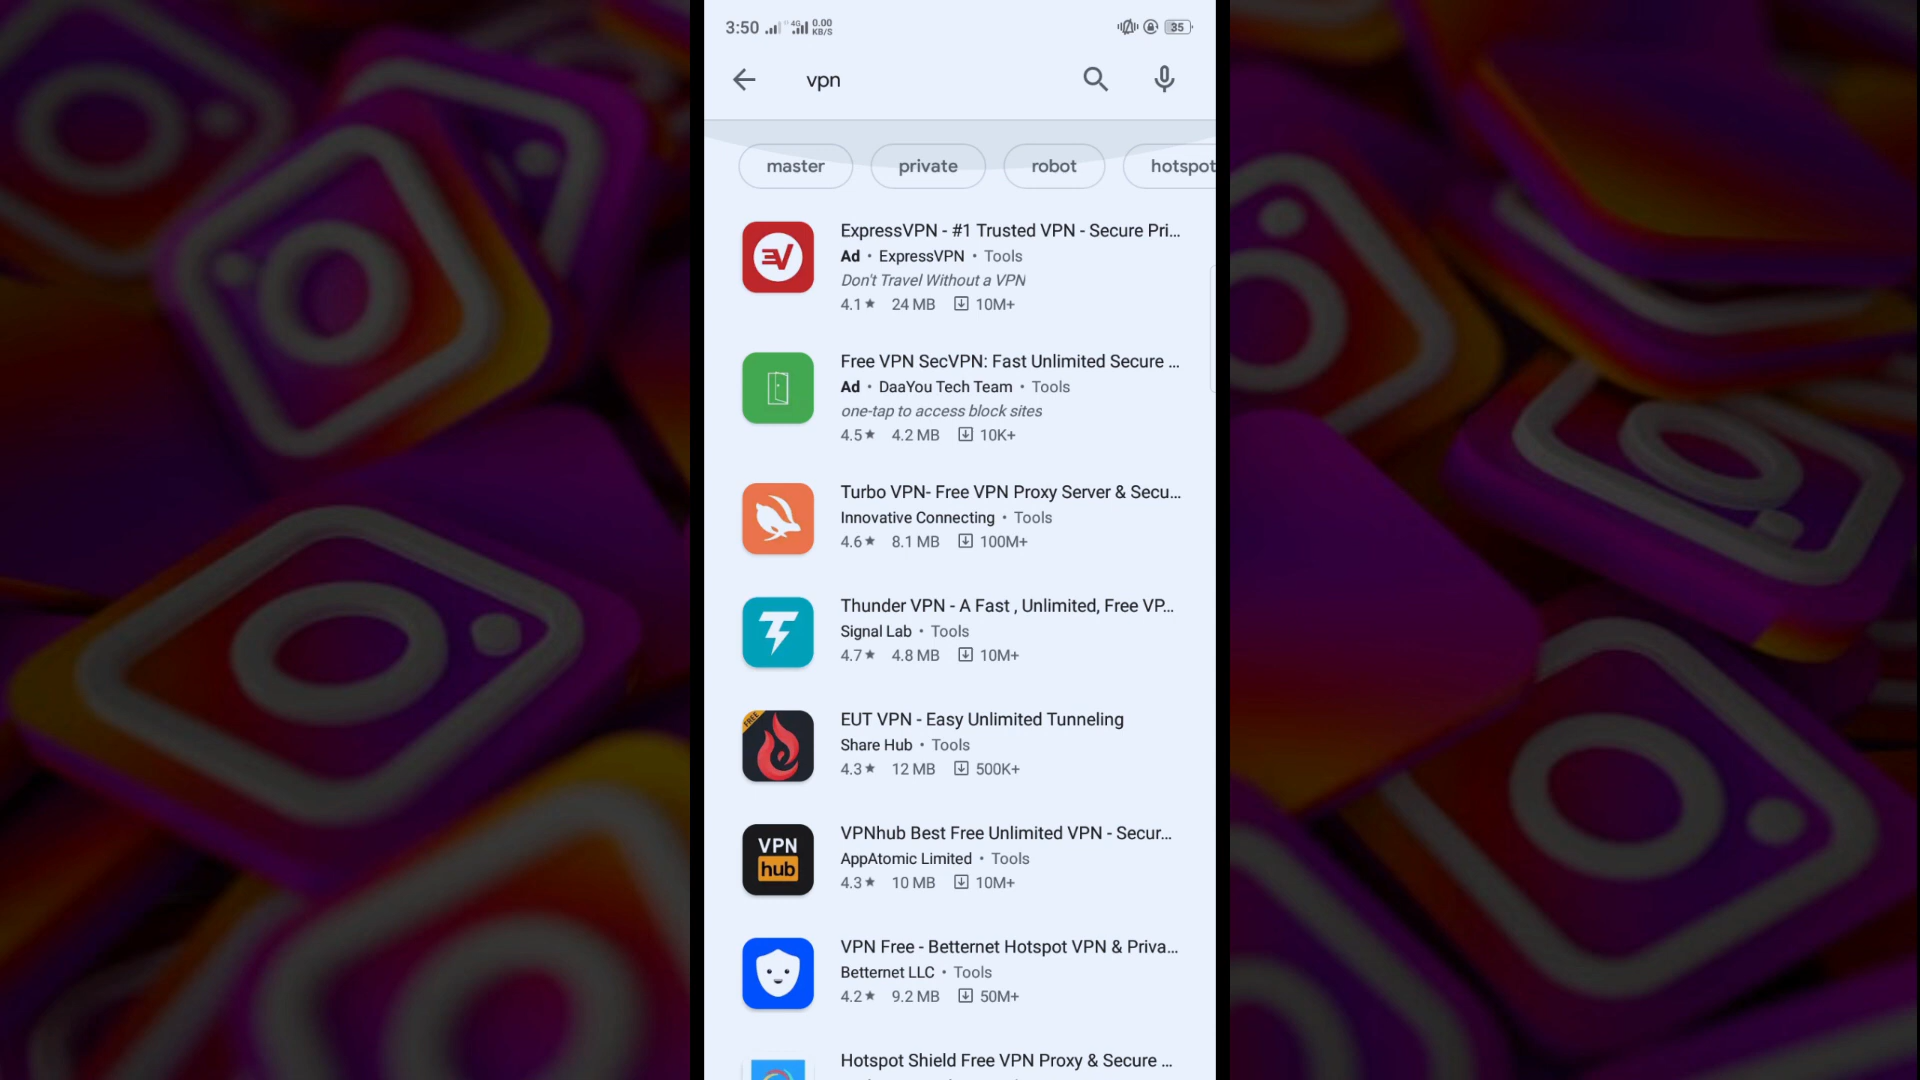 3:50 4G 0.00 KB/S 35
vpn
master private robot hotspot
EV
ExpressVPN - #1 Trusted VPN - Secure Pri...
Ad • ExpressVPN • Tools
Don't Travel Without a VPN
4.1★ 24 MB 10M+
Free VPN SecVPN: Fast Unlimited Secure ...
Ad • DaaYou Tech Team • Tools
one-tap to access block sites
4.5★ 4.2 MB 10K+
Turbo VPN- Free VPN Proxy Server & Secu...
Innovative Connecting • Tools
4.6★ 8.1 MB 100M+
Thunder VPN - A Fast , Unlimited, Free VP...
Signal Lab • Tools
4.7★ 4.8 MB 10M+
FREE
EUT VPN - Easy Unlimited Tunneling
Share Hub • Tools
4.3★ 12 MB 500K+
VPN
hub
VPNhub Best Free Unlimited VPN - Secur...
AppAtomic Limited • Tools
4.3★ 10 MB 10M+
VPN Free - Betternet Hotspot VPN & Priva...
Betternet LLC • Tools
4.2★ 9.2 MB 50M+
Hotspot Shield Free VPN Proxy & Secure ...